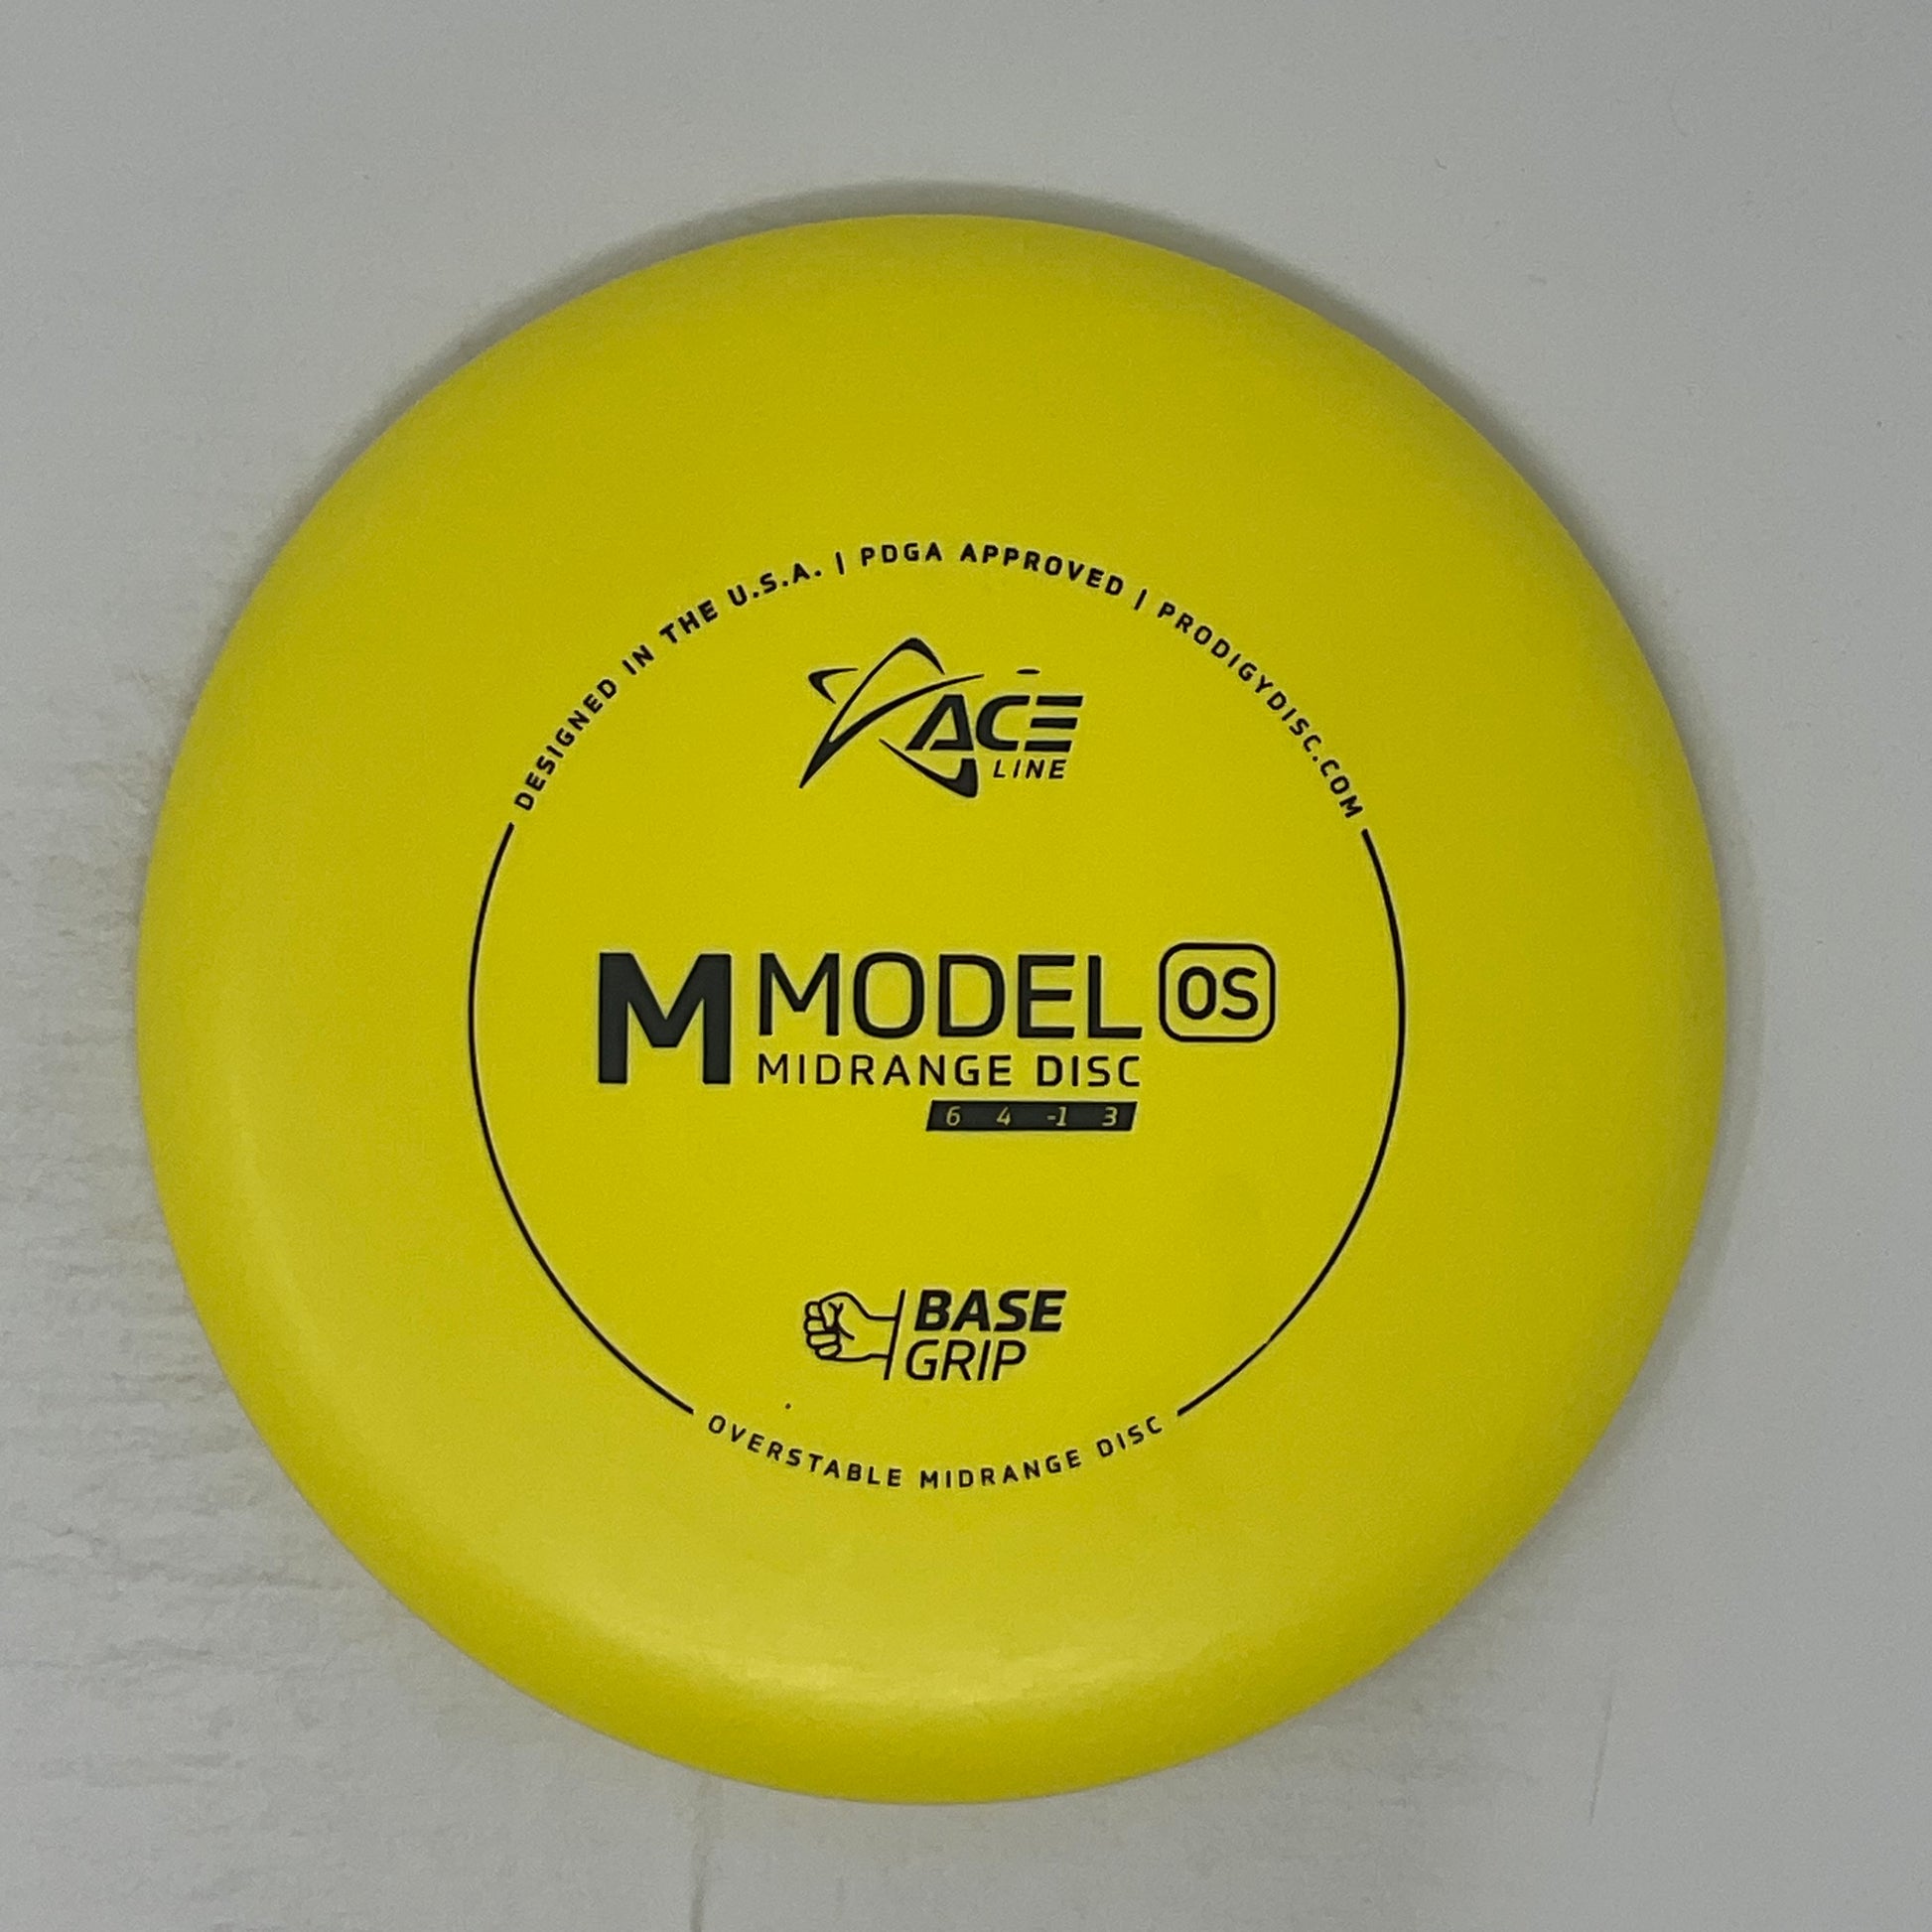 DESIGNED IN THE U.S.A. | PDGA APPROVED | PRODIGYDISC.COM
ACE
LINE
M MODEL OS
MIDRANGE DISC
6 4 -1 3
BASE
GRIP
OVERSTABLE MIDRANGE DISC